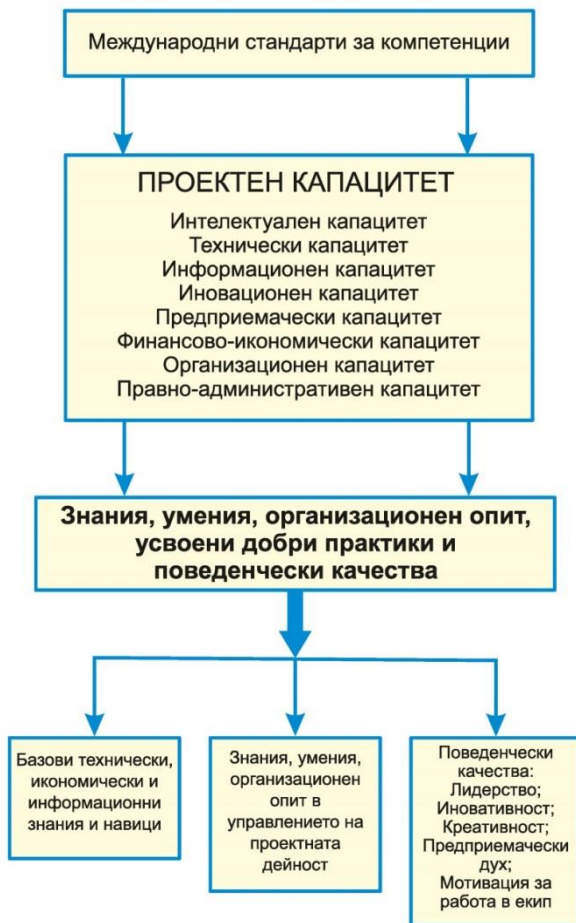 Международни стандарти за компетенции
ПРОЕКТЕН КАПАЦИТЕТ
Интелектуален капацитет
Технически капацитет
Информационен капацитет
Иновационен капацитет
Предприемачески капацитет
Финансово-икономически капацитет
Организационен капацитет
Правно-административен капацитет
Знания, умения, организационен опит,
усвоени добри практики и
поведенчески качества
Базови технически,
икономически и
информационни
знания и навици
Знания, умения,
организационен
опит в
управлението на
проектната
дейност
Поведенчески
качества:
Лидерство;
Иновативност;
Креативност;
Предприемачески
дух;
Мотивация за
работа в екип